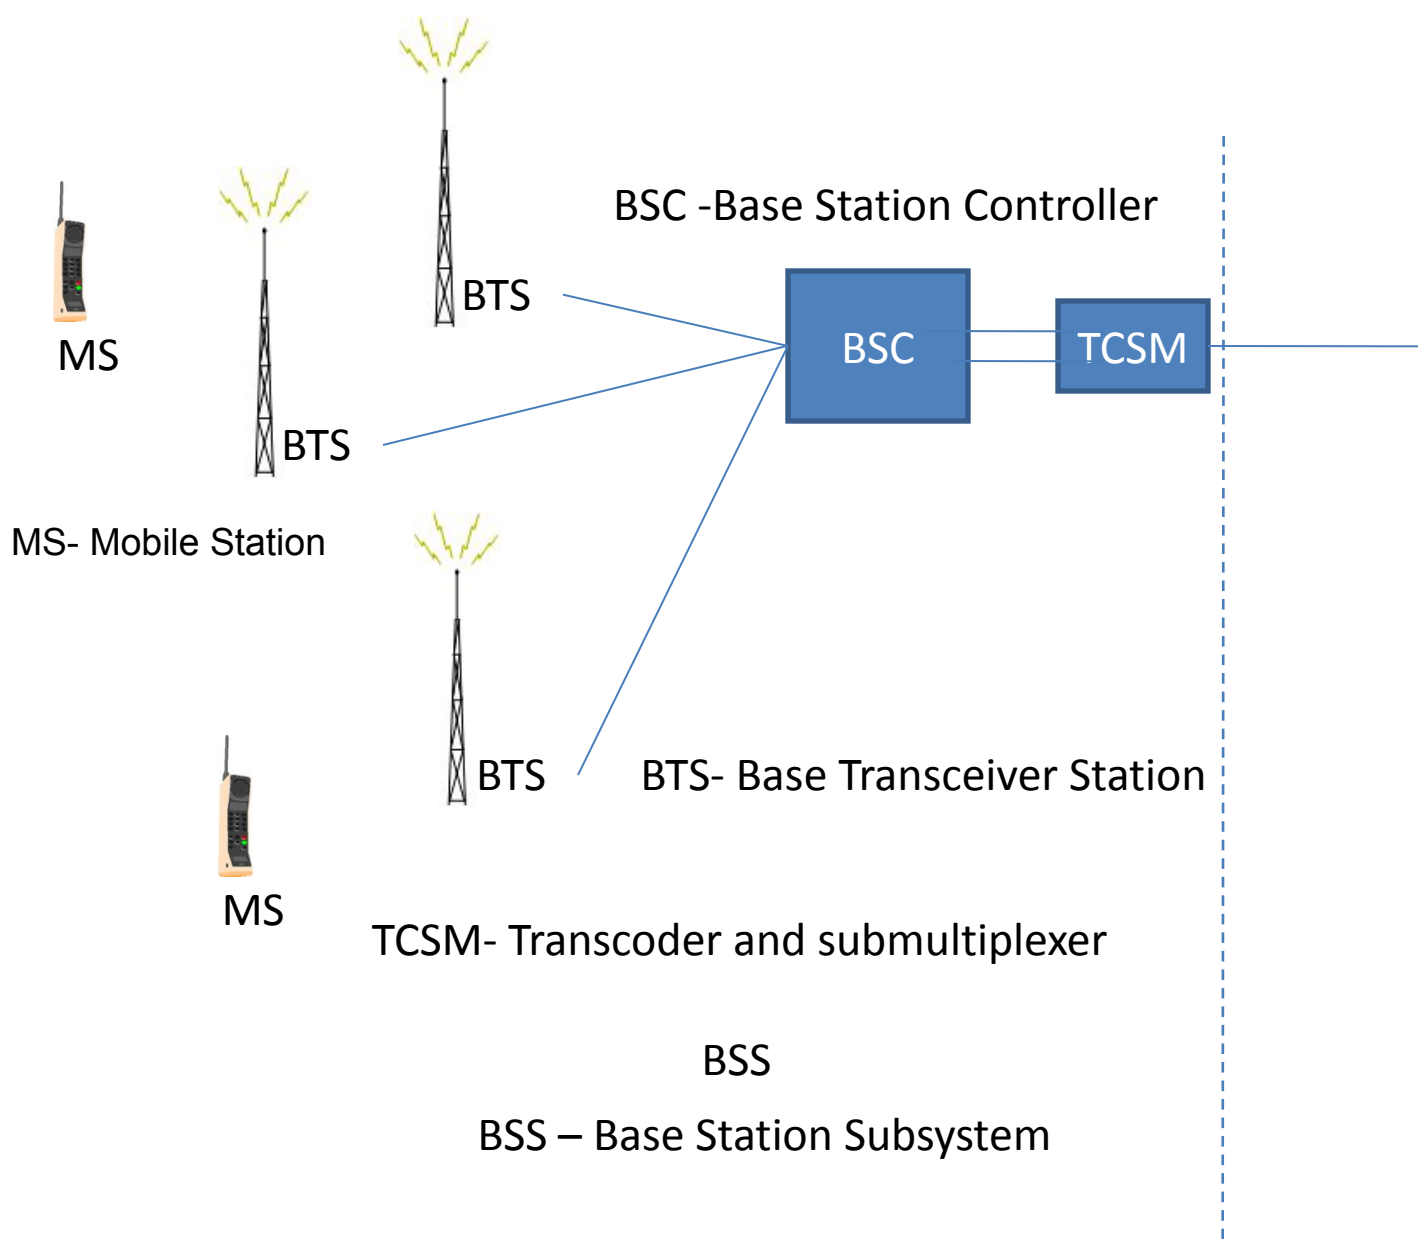 BSC -Base Station Controller
BTS
MS
BSC
TCSM
BTS
MS- Mobile Station
BTS
BTS- Base Transceiver Station
MS
TCSM- Transcoder and submultiplexer
BSS
BSS – Base Station Subsystem